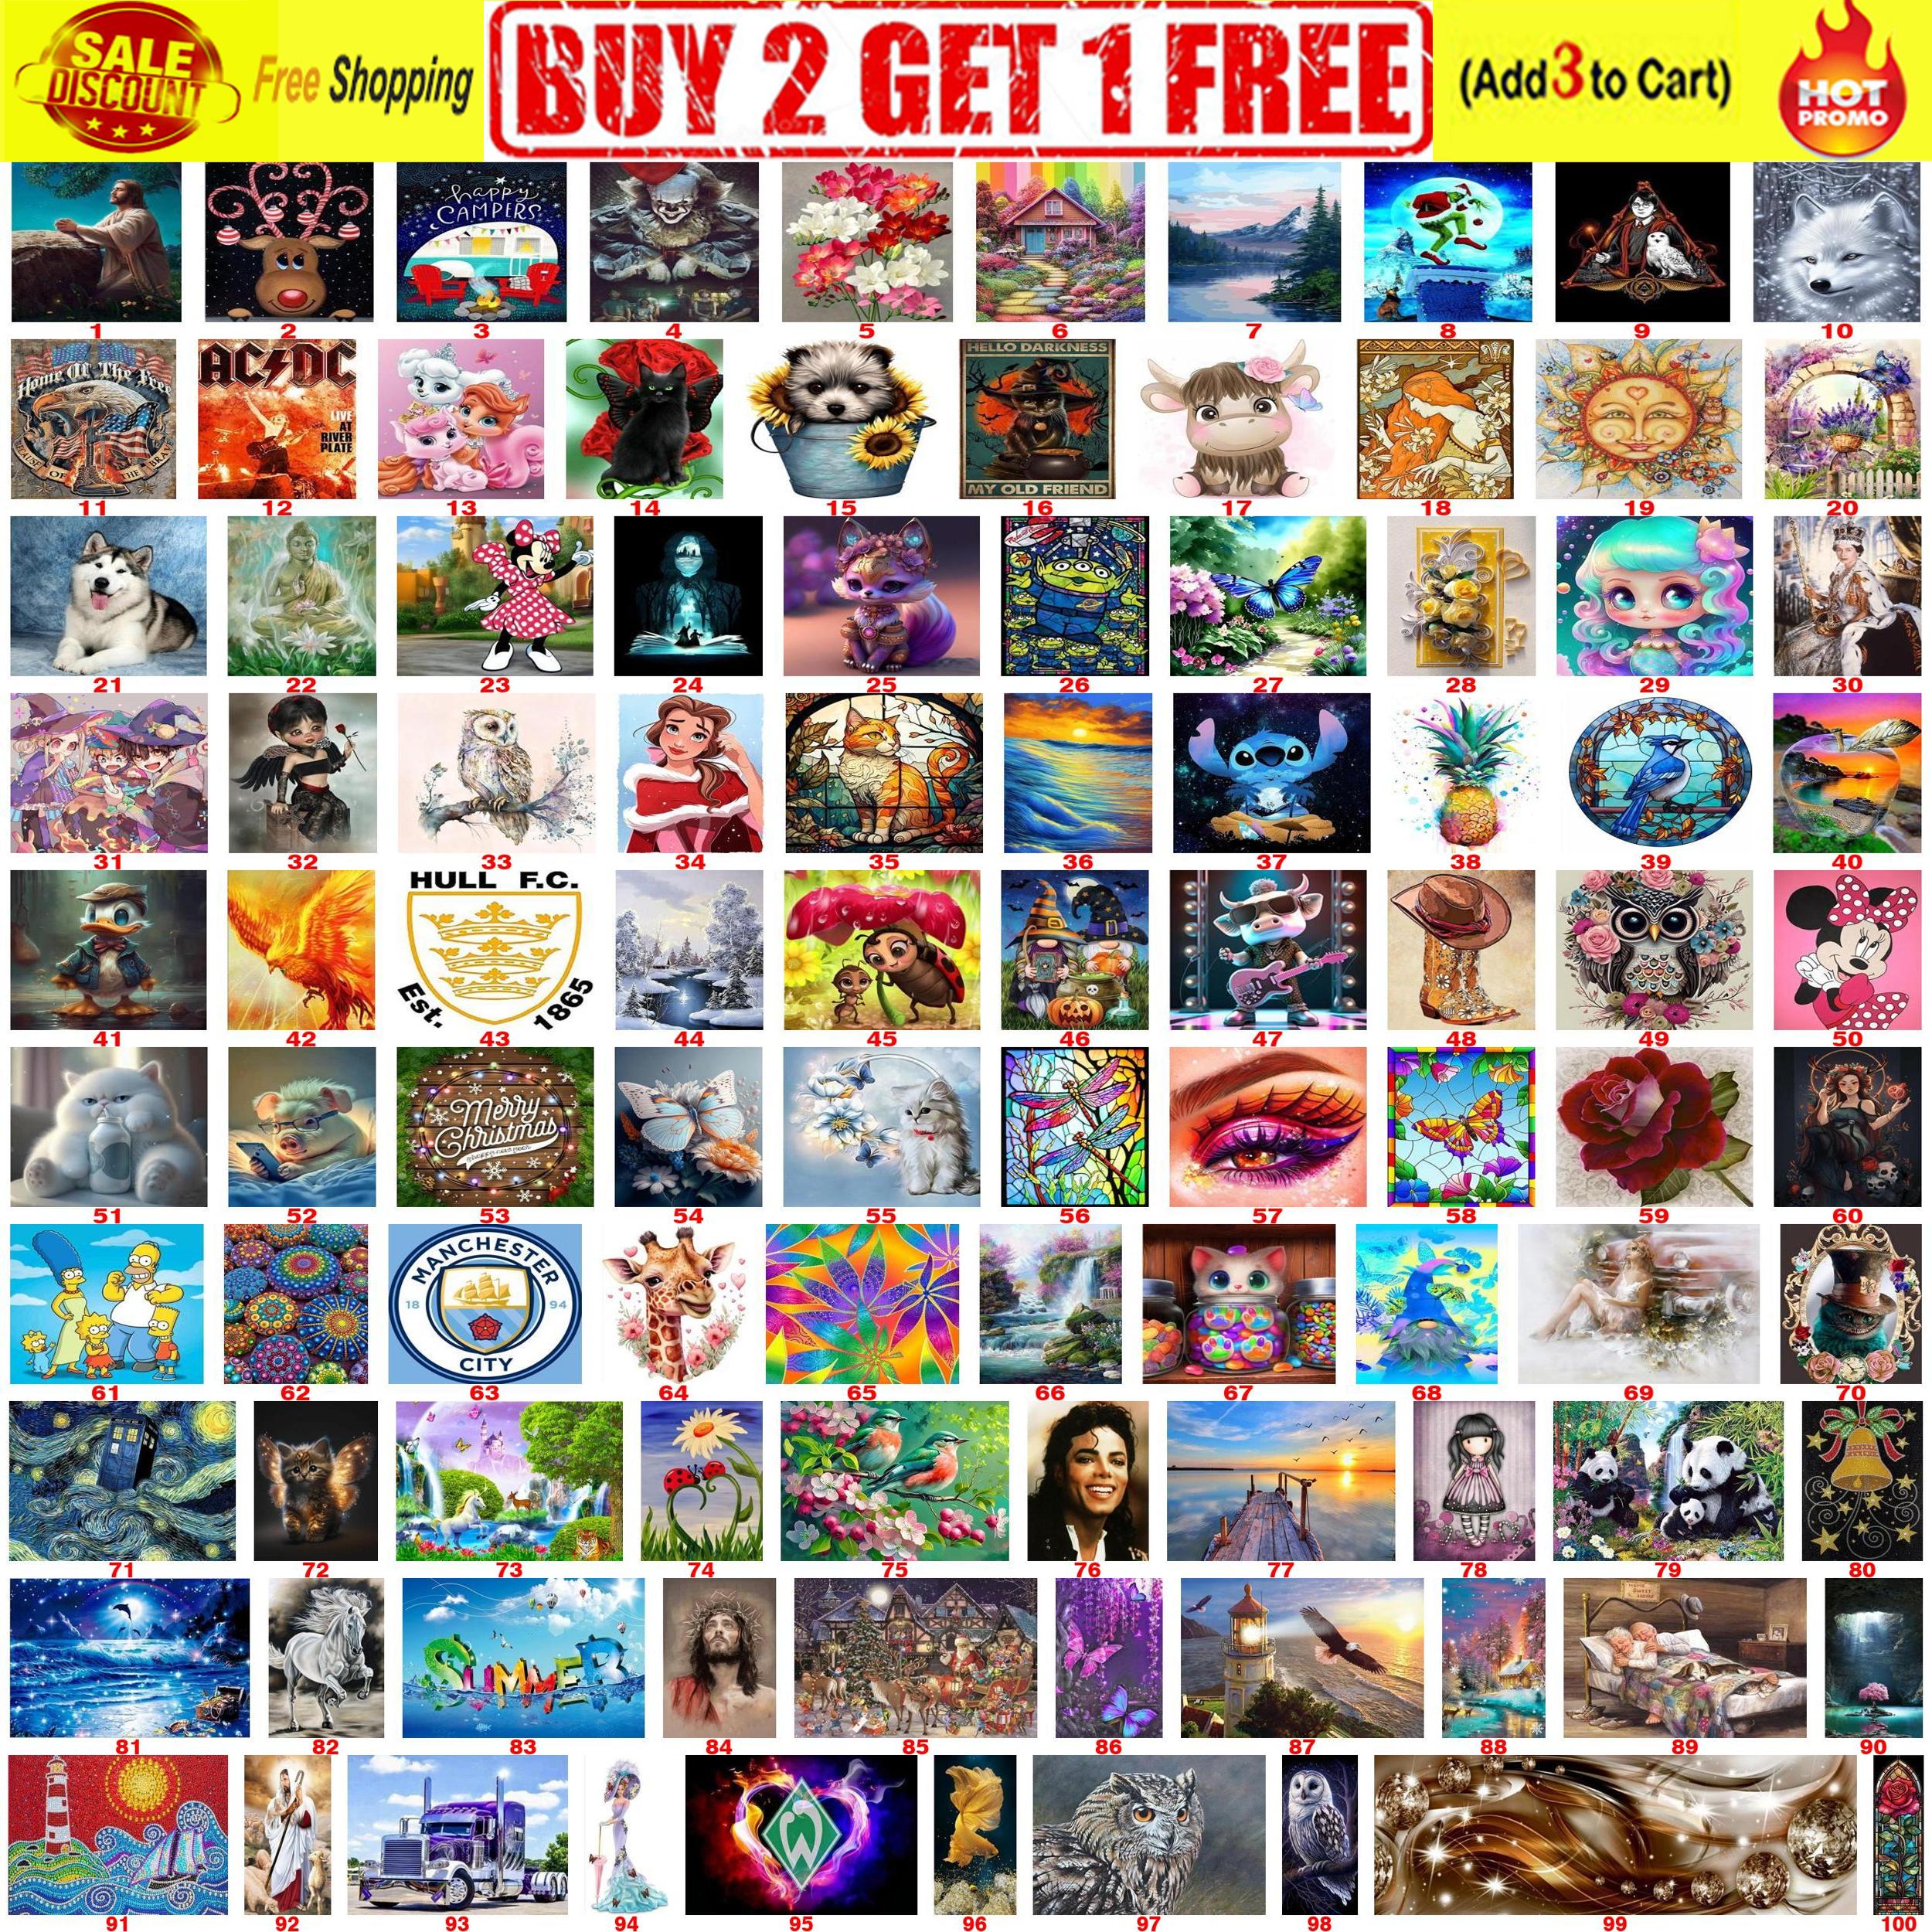 SALE
DISCOUNT
Free Shopping
BUY 2 GET 1 FREE
(Add 3 to Cart)
HOT
PROMO
happy
CAMPERS
1 2 3 4 5 6 7 8 9 10
Home Of The Free
BECAUSE OF THE BRAVE
AC/DC
LIVE
AT
RIVER
PLATE
HELLO DARKNESS
MY OLD FRIEND
11 12 13 14 15 16 17 18 19 20
21 22 23 24 25 26 27 28 29 30
31 32 33 34 35 36 37 38 39 40
HULL F.C.
Est. 1865
41 42 43 44 45 46 47 48 49 50
Merry
Christmas
51 52 53 54 55 56 57 58 59 60
MANCHESTER
18 94
CITY
61 62 63 64 65 66 67 68 69 70
71 72 73 74 75 76 77 78 79 80
SUMMER
81 82 83 84 85 86 87 88 89 90
W
91 92 93 94 95 96 97 98 99 100